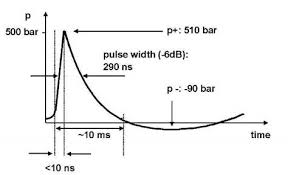 p
500 bar
p+: 510 bar
pulse width (-6dB):
290 ns
p -: -90 bar
~10 ms
time
<10 ns